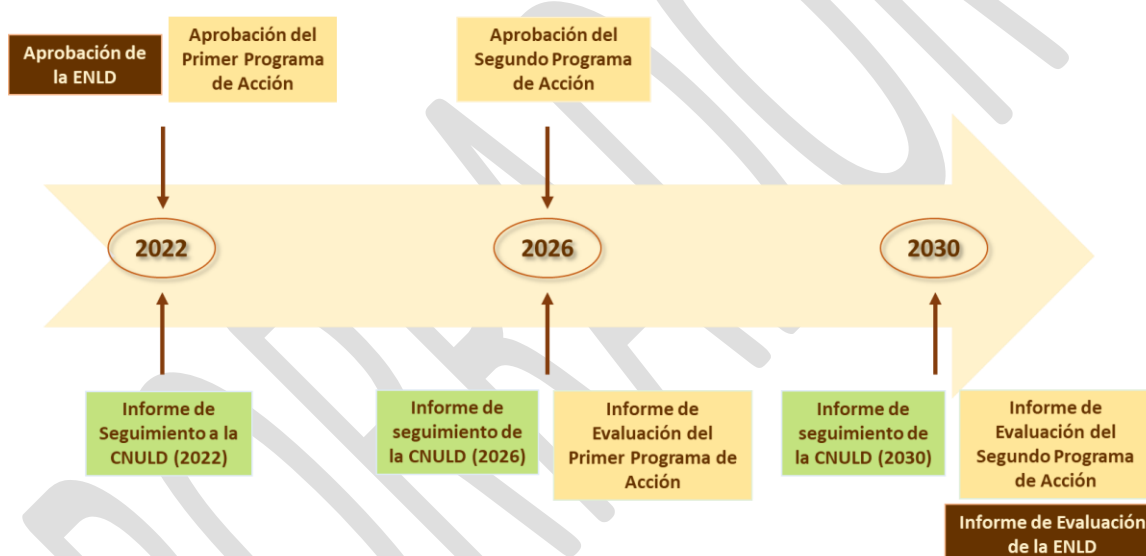 Aprobación de
la ENLD
Aprobación del
Primer Programa
de Acción
Aprobación del
Segundo Programa
de Acción
2022
2026
2030
Informe de
Seguimiento a la
CNULD (2022)
Informe de
seguimiento de
la CNULD (2026)
Informe de
Evaluación del
Primer Programa de
Acción
Informe de
seguimiento de
la CNULD (2030)
Informe de
Evaluación del
Segundo Programa
de Acción
Informe de Evaluación
de la ENLD